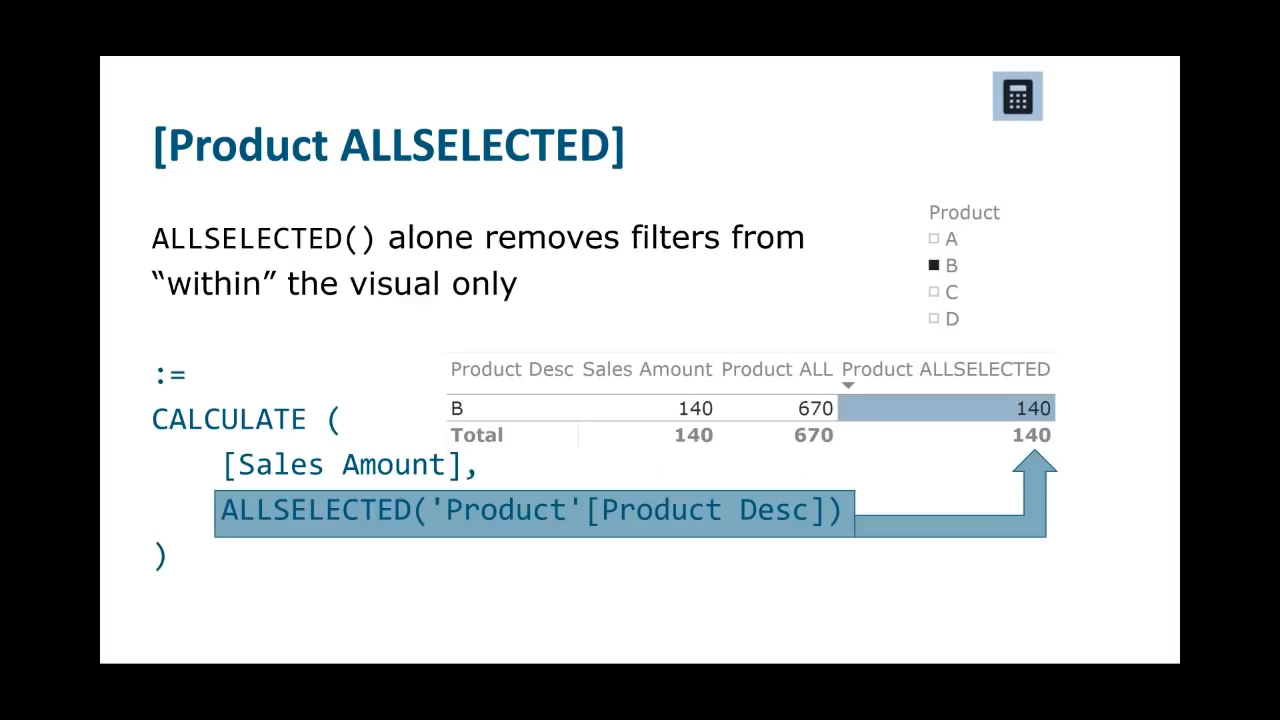 [Product ALLSELECTED]
ALLSELECTED() alone removes filters from
“within” the visual only
Product
A
B
C
D
:=
CALCULATE (
[Sales Amount],
ALLSELECTED('Product'[Product Desc])
)
Product Desc Sales Amount Product ALL Product ALLSELECTED
B 140 670 140
Total 140 670 140